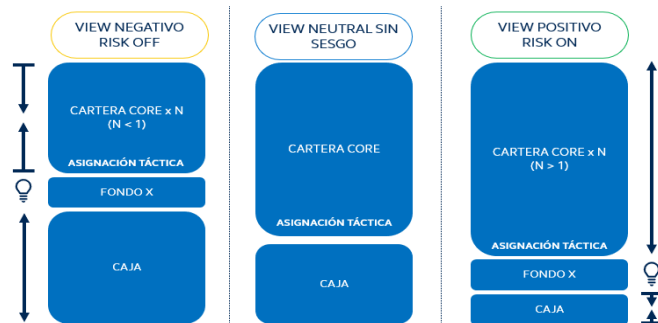 VIEW NEGATIVO
RISK OFF
CARTERA CORE x N
(N < 1)
ASIGNACIÓN TÁCTICA
FONDO X
CAJA
VIEW NEUTRAL SIN
SESGO
CARTERA CORE
ASIGNACIÓN TÁCTICA
CAJA
VIEW POSITIVO
RISK ON
CARTERA CORE x N
(N > 1)
ASIGNACIÓN TÁCTICA
FONDO X
CAJA